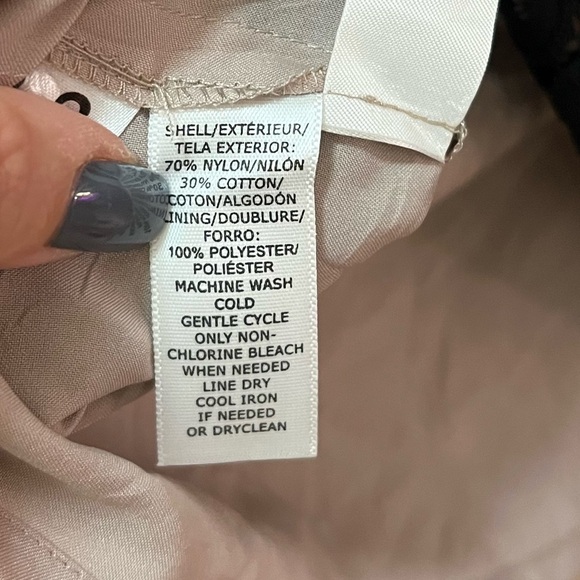 SHELL/EXTÉRIEUR/
TELA EXTERIOR:
70% NYLON/NILÓN
30% COTTON/
COTON/ALGODÓN
LINING/DOUBLURE/
FORRO:
100% POLYESTER/
POLIÉSTER
MACHINE WASH
COLD
GENTLE CYCLE
ONLY NON-
CHLORINE BLEACH
WHEN NEEDED
LINE DRY
COOL IRON
IF NEEDED
OR DRYCLEAN